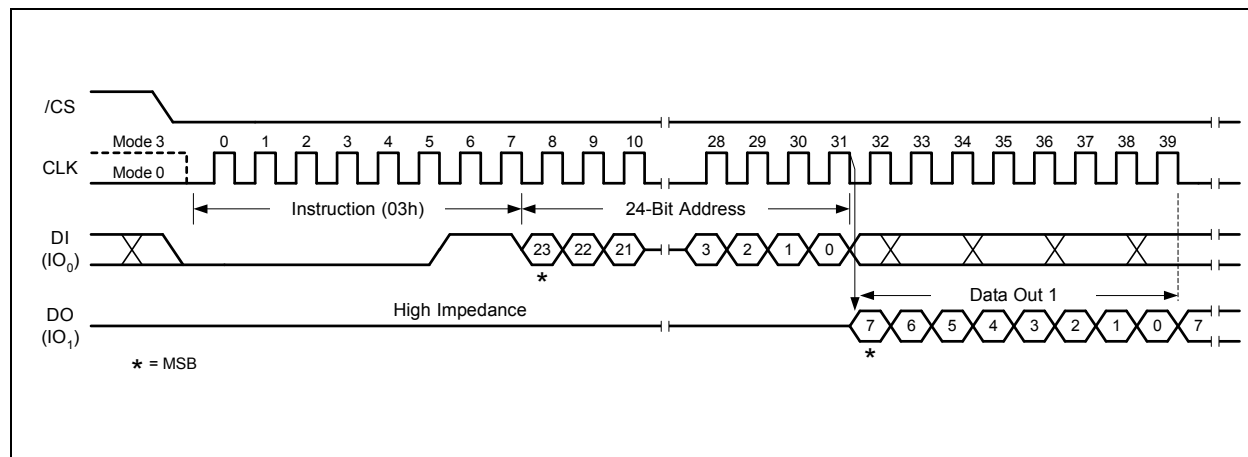 /CS
Mode 3
0 1 2 3 4 5 6 7 8 9 10 28 29 30 31 32 33 34 35 36 37 38 39
CLK
Mode 0
Instruction (03h) 24-Bit Address
DI
(IO0)
23 22 21 3 2 1 0
*
High Impedance
Data Out 1
DO
(IO1)
7 6 5 4 3 2 1 0 7
*
* = MSB